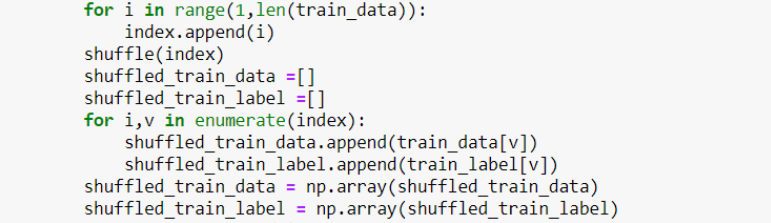 for i in range(1,len(train_data)):
    index.append(i)
shuffle(index)
shuffled_train_data =[]
shuffled_train_label =[]
for i,v in enumerate(index):
    shuffled_train_data.append(train_data[v])
    shuffled_train_label.append(train_label[v])
shuffled_train_data = np.array(shuffled_train_data)
shuffled_train_label = np.array(shuffled_train_label)